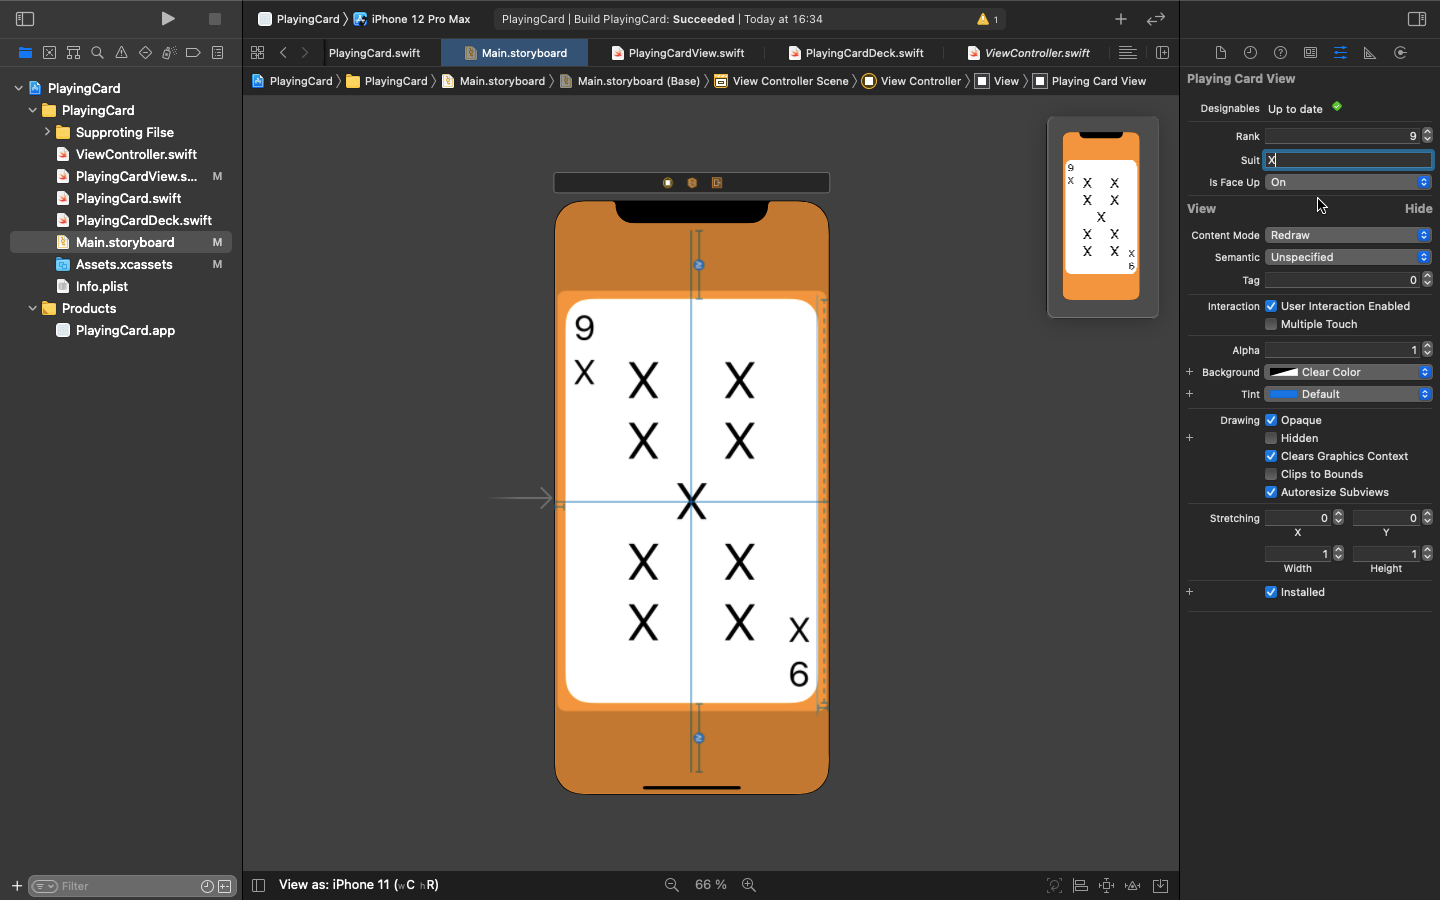 PlayingCard 〉 iPhone 12 Pro Max
PlayingCard | Build PlayingCard: Succeeded | Today at 16:34
1
PlayingCard.swift
Main.storyboard
PlayingCardView.swift
PlayingCardDeck.swift
ViewController.swift
PlayingCard 〉 PlayingCard 〉 Main.storyboard 〉 Main.storyboard (Base) 〉 View Controller Scene 〉 View Controller 〉 View 〉 Playing Card View
PlayingCard
PlayingCard
Supproting Filse
ViewController.swift
PlayingCardView.s... M
PlayingCard.swift
PlayingCardDeck.swift
Main.storyboard M
Assets.xcassets M
Info.plist
Products
PlayingCard.app
Filter
9
X
X X
X X
X
X X
X X
X
9
9
X
X X
X X
X
X X
X X
X
9
View as: iPhone 11 (wC hR)
66 %
Playing Card View
Designables Up to date
Rank 9
Suit X
Is Face Up On
View Hide
Content Mode Redraw
Semantic Unspecified
Tag 0
Interaction User Interaction Enabled
Multiple Touch
Alpha 1
+ Background Clear Color
+ Tint Default
Drawing Opaque
+ Hidden
Clears Graphics Context
Clips to Bounds
Autoresize Subviews
Stretching 0 0
X Y
1 1
Width Height
+ Installed